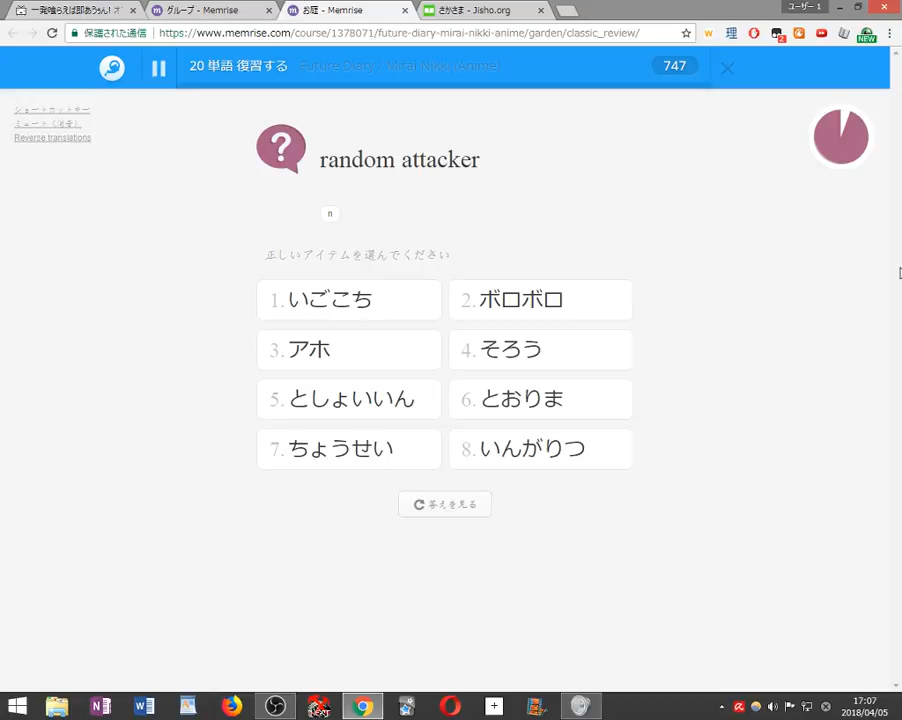 一発喰らえば即あうん！オフ
グループ - Memrise
お庭 - Memrise
さかさま - Jisho.org
ユーザー 1
保護された通信
https://www.memrise.com/course/1378071/future-diary-mirai-nikki-anime/garden/classic_review/
20 単語 復習する
Future Diary / Mirai Nikki (Anime)
747
ショートカットキー
ミュート（消音）
Reverse translations
random attacker
n
正しいアイテムを選んでください
1. いごこち
2. ボロボロ
3. アホ
4. そろう
5. としょいいん
6. とおりま
7. ちょうせい
8. いんがりつ
答えを見る
17:07
2018/04/05